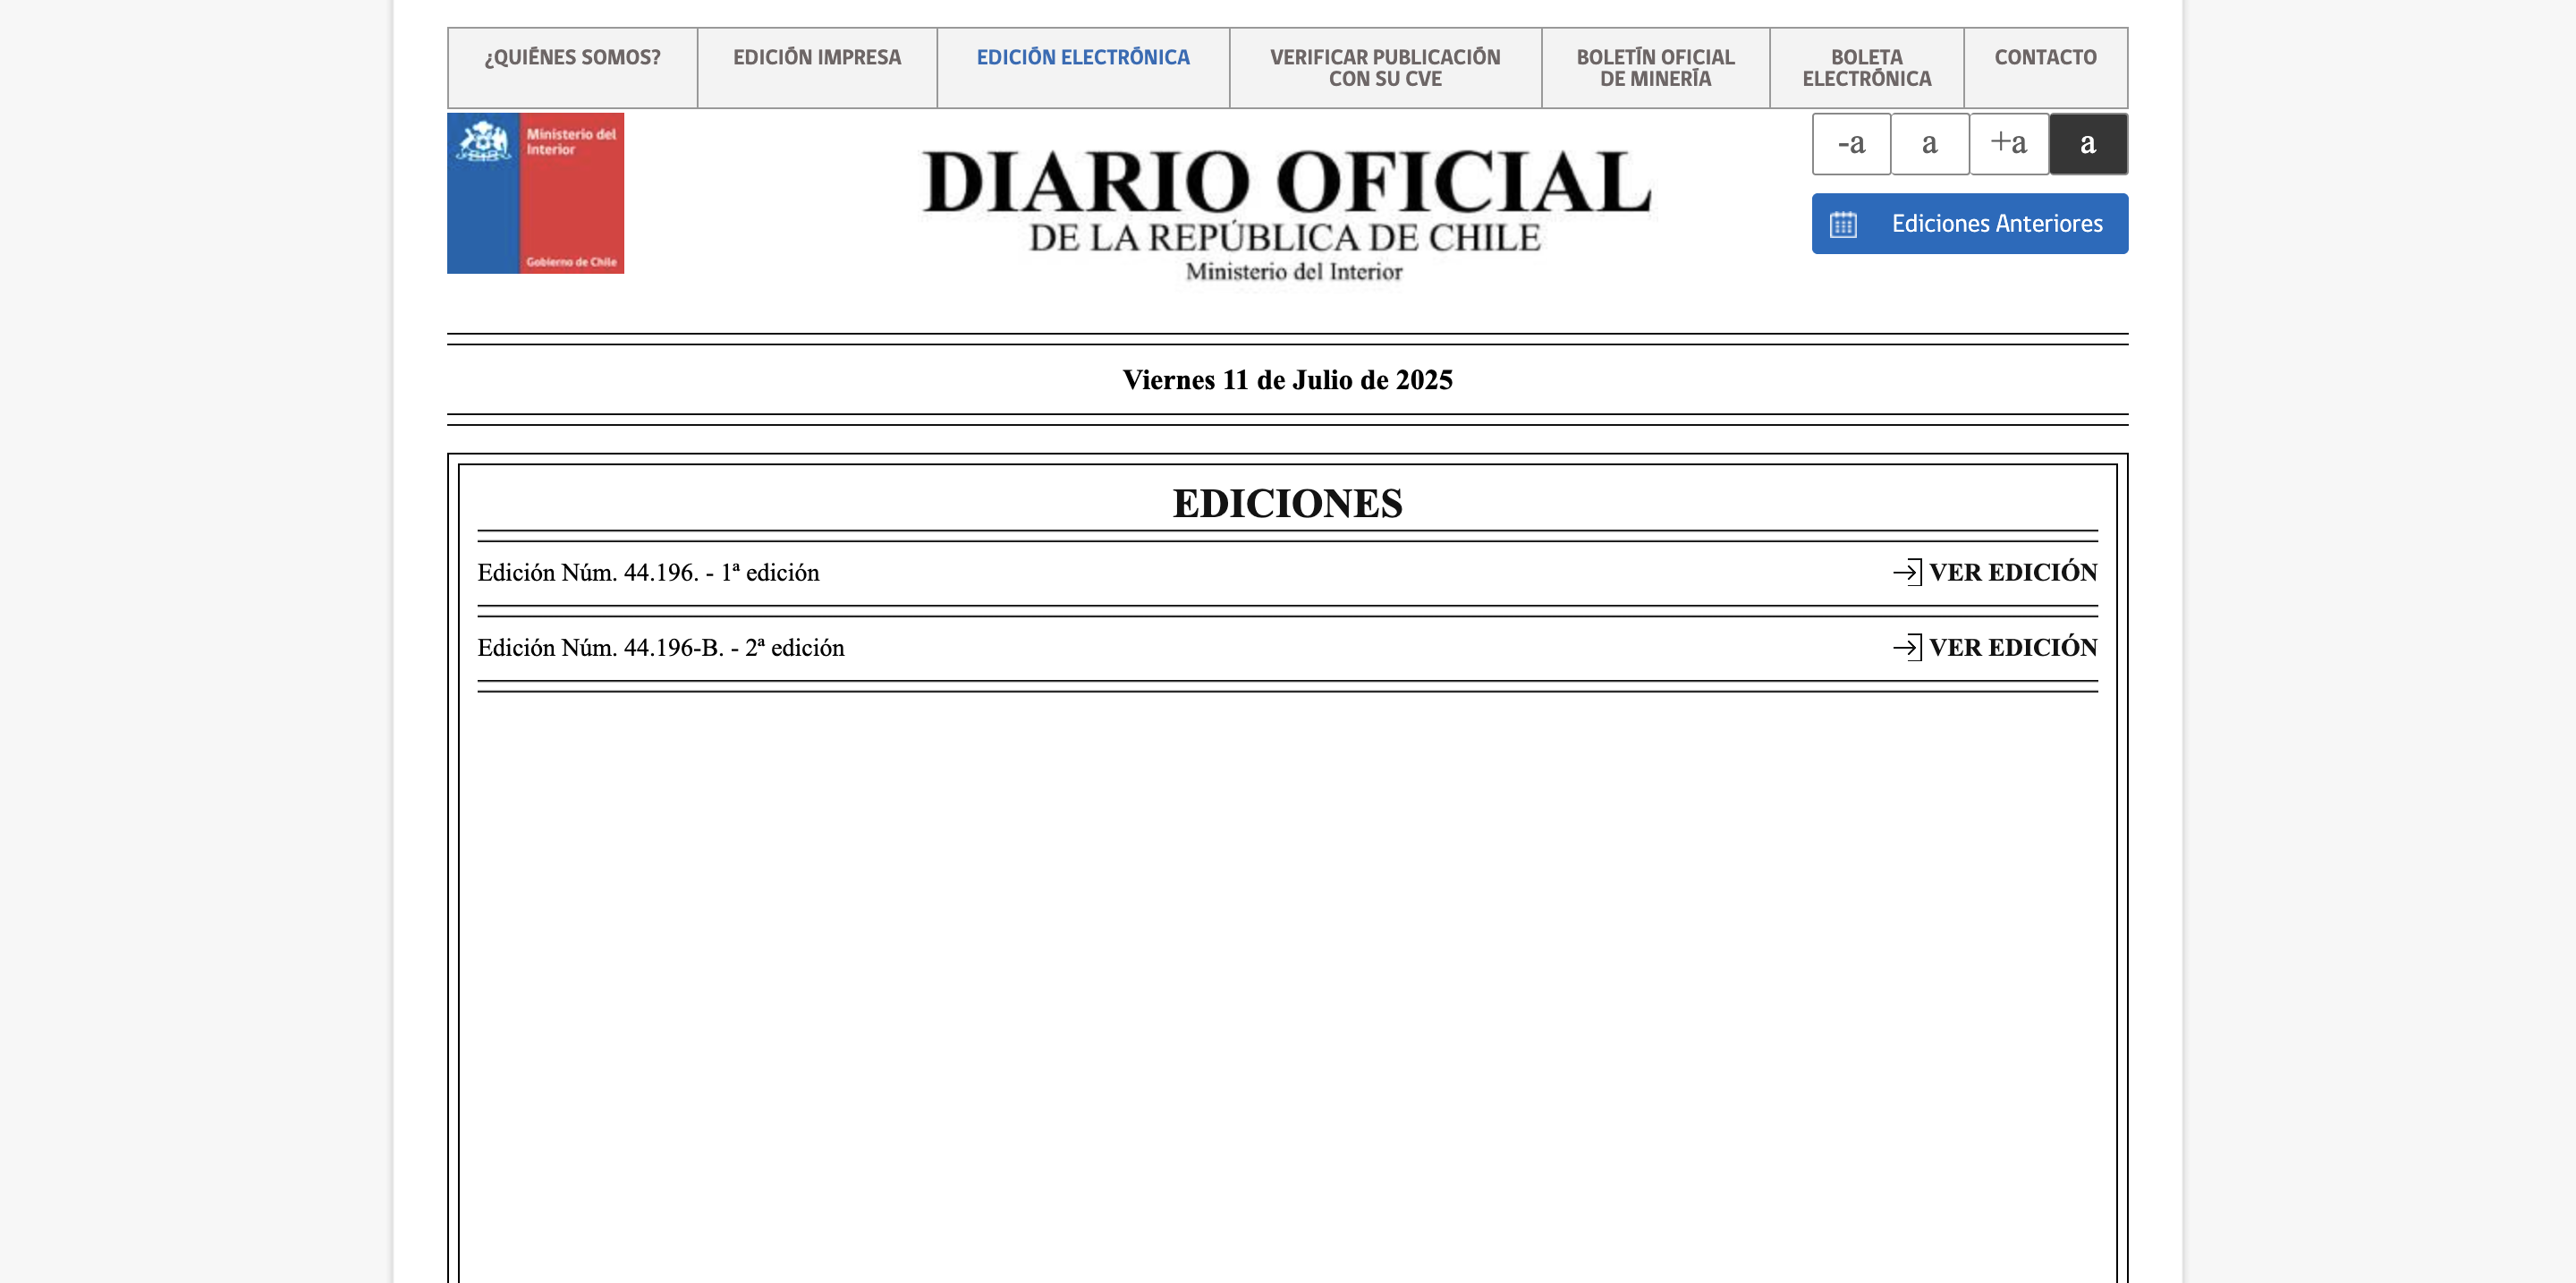 ¿QUIÉNES SOMOS?
EDICIÓN IMPRESA
EDICIÓN ELECTRÓNICA
VERIFICAR PUBLICACIÓN
CON SU CVE
BOLETÍN OFICIAL
DE MINERÍA
BOLETA
ELECTRÓNICA
CONTACTO
Ministerio del
Interior
Gobierno de Chile
DIARIO OFICIAL
DE LA REPÚBLICA DE CHILE
Ministerio del Interior
-a a +a a
Ediciones Anteriores
Viernes 11 de Julio de 2025
EDICIONES
Edición Núm. 44.196. - 1ª edición VER EDICIÓN
Edición Núm. 44.196-B. - 2ª edición VER EDICIÓN